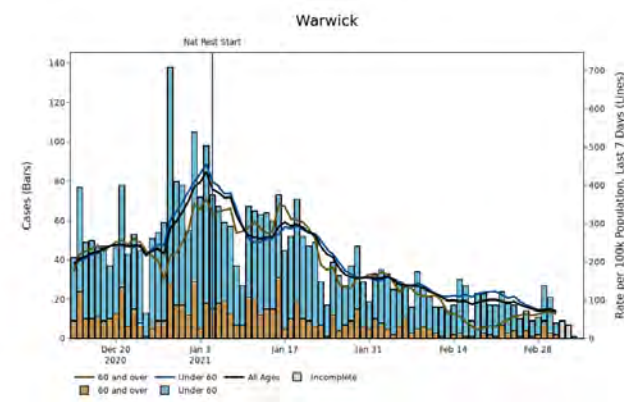 Warwick
Nat Rest Start
140
120
100
80
60
40
20
0
Cases (Bars)
700
600
500
400
300
200
100
0
Rate per 100k Population, Last 7 Days (Lines)
Dec 20 Jan 3 Jan 17 Jan 31 Feb 14 Feb 28
2020 2021
60 and over Under 60 All Ages Incomplete
60 and over Under 60